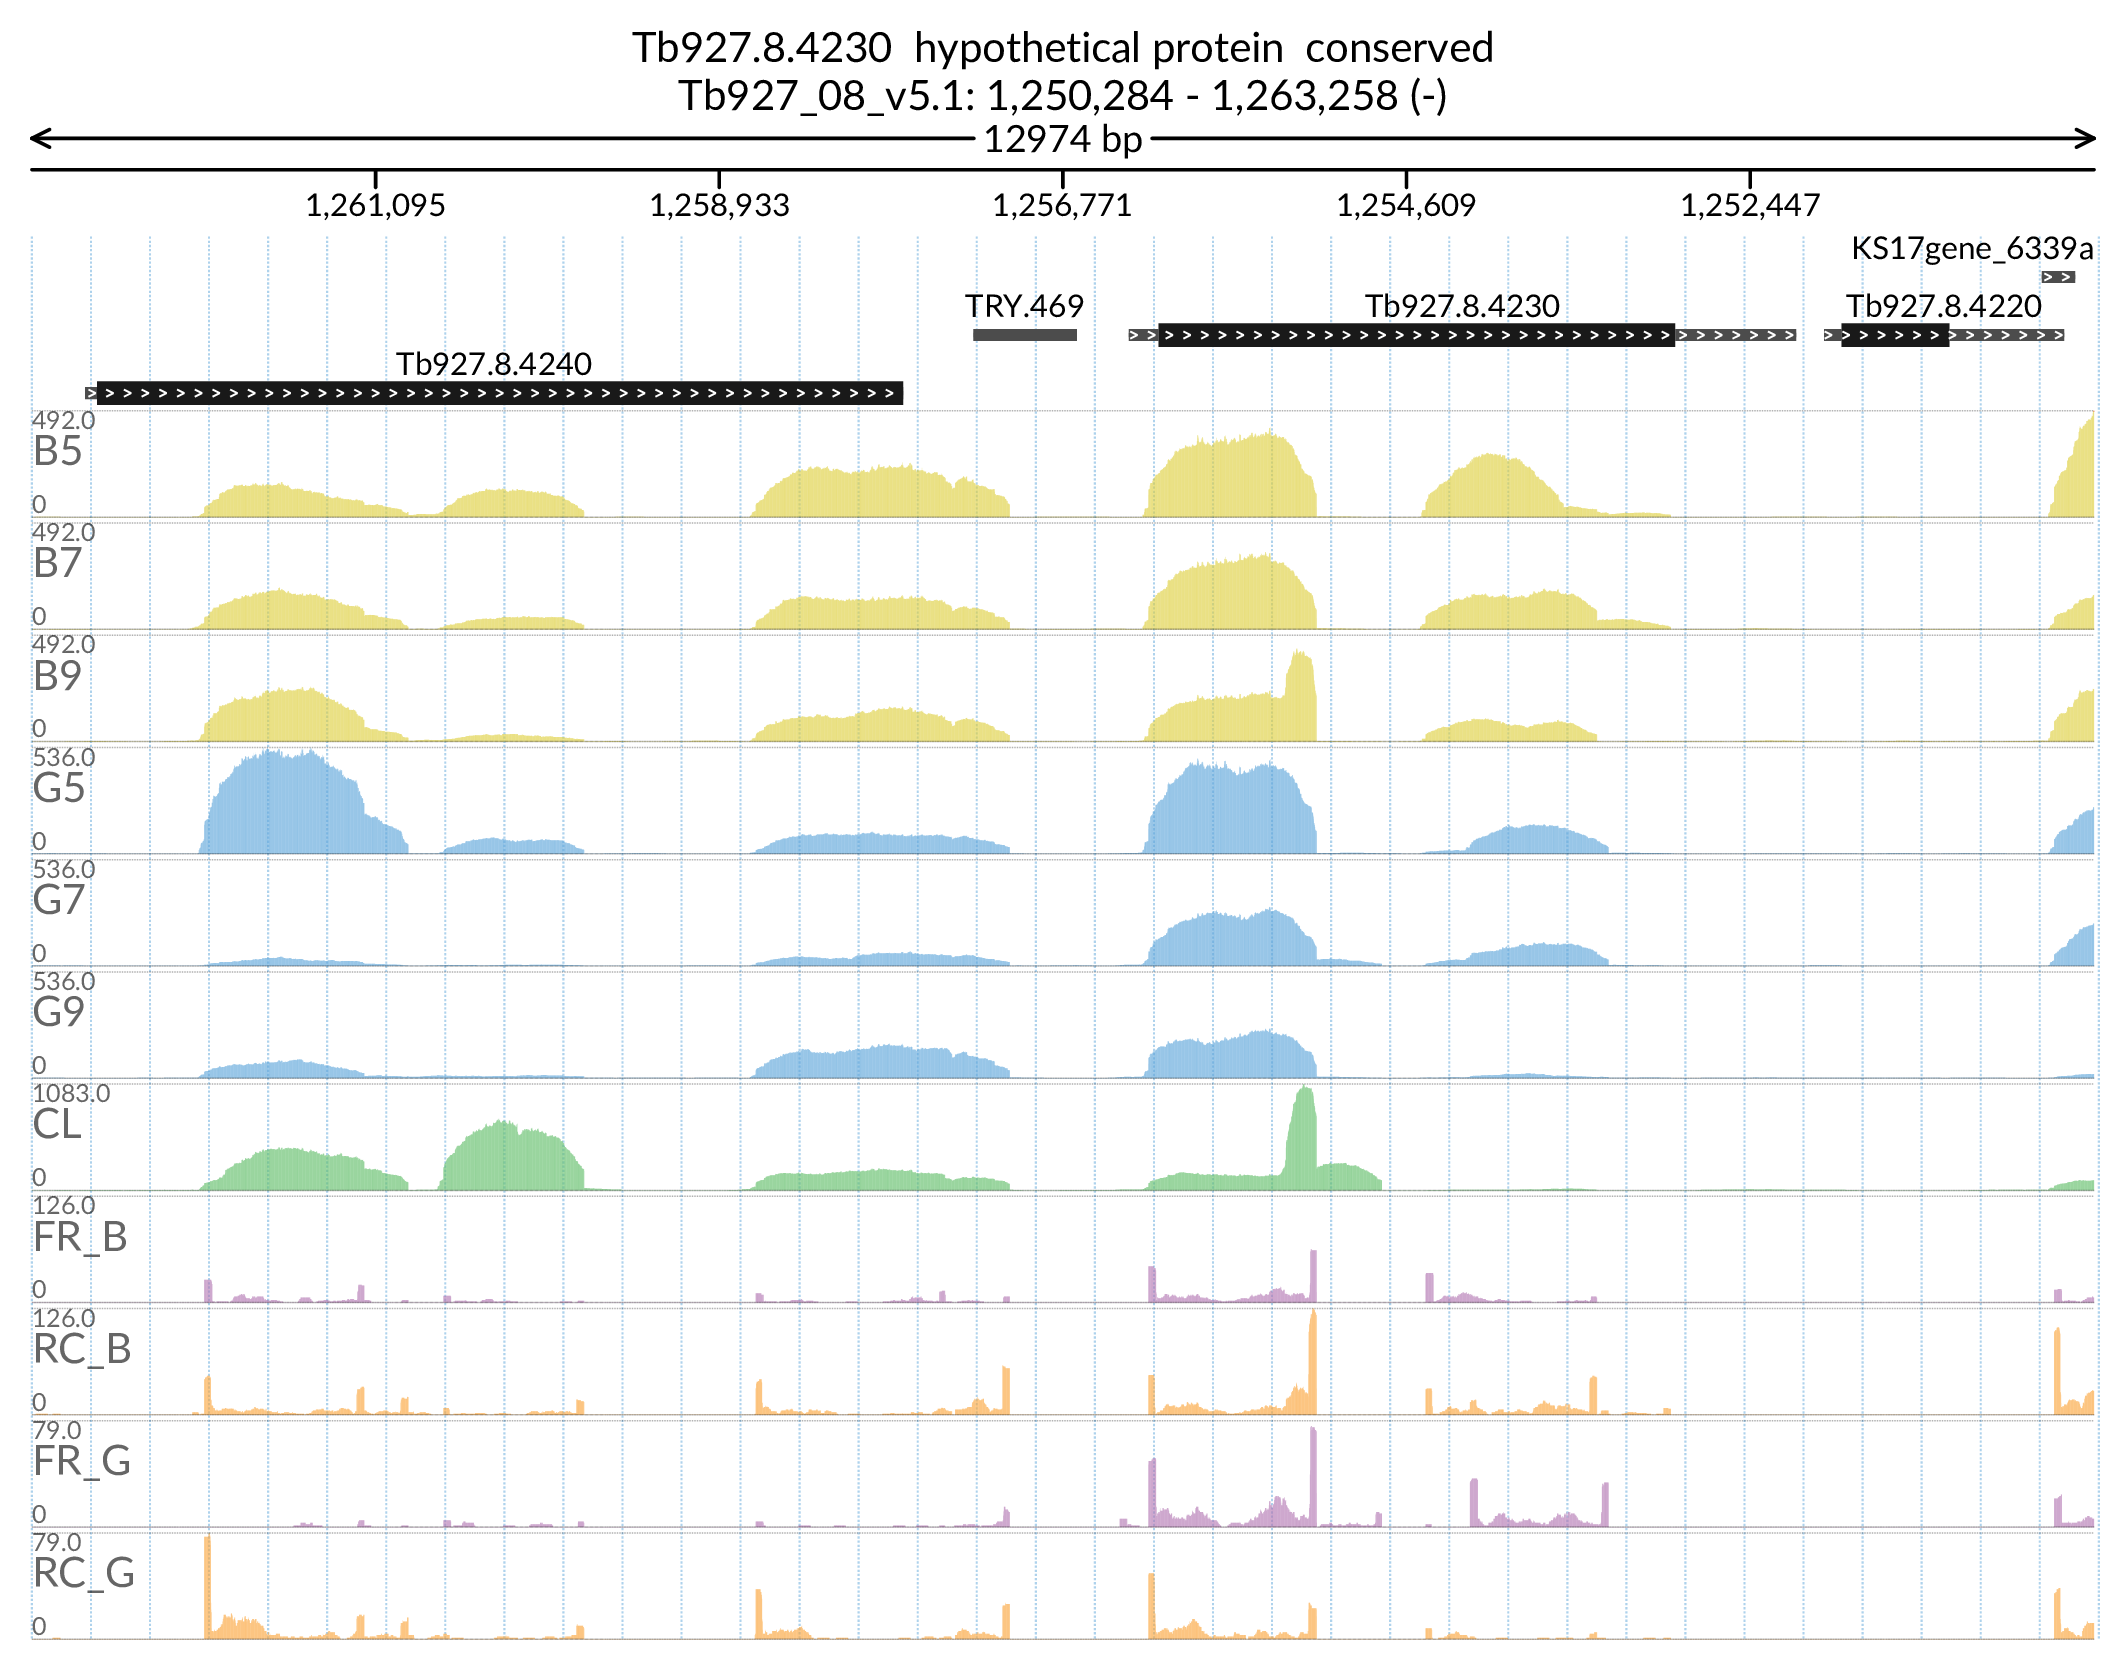 Tb927.8.4230 hypothetical protein conserved
Tb927_08_v5.1: 1,250,284 - 1,263,258 (-)
12974 bp
1,261,095 1,258,933 1,256,771 1,254,609 1,252,447
KS17gene_6339a
TRY.469 Tb927.8.4230 Tb927.8.4220
Tb927.8.4240
492.0
B5
0
492.0
B7
0
492.0
B9
0
536.0
G5
0
536.0
G7
0
536.0
G9
0
1083.0
CL
0
126.0
FR_B
0
126.0
RC_B
0
79.0
FR_G
0
79.0
RC_G
0